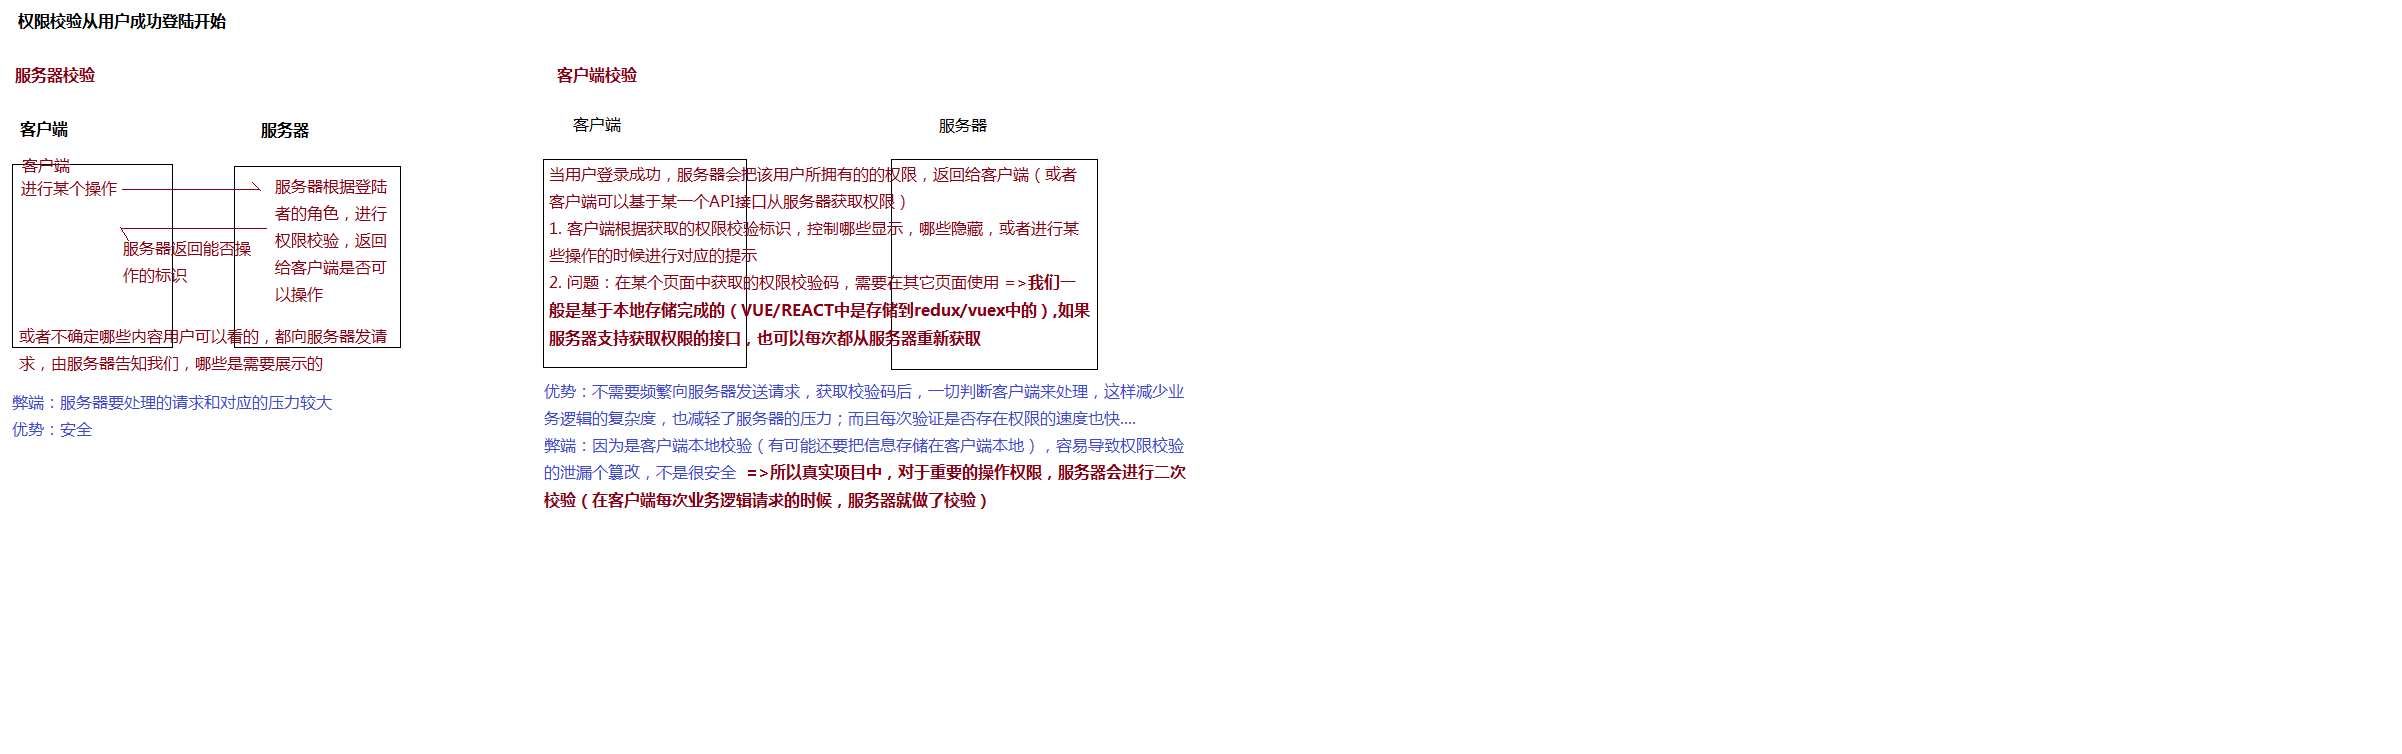 权限校验从用户成功登陆开始
服务器校验
客户端
服务器
客户端
进行某个操作
服务器根据登陆
者的角色，进行
权限校验，返回
给客户端是否可
以操作
服务器返回能否操
作的标识
或者不确定哪些内容用户可以看的，都向服务器发请
求，由服务器告知我们，哪些是需要展示的
弊端：服务器要处理的请求和对应的压力较大
优势：安全
客户端校验
客户端
服务器
当用户登录成功，服务器会把该用户所拥有的的权限，返回给客户端（或者
客户端可以基于某一个API接口从服务器获取权限）
1. 客户端根据获取的权限校验标识，控制哪些显示，哪些隐藏，或者进行某
些操作的时候进行对应的提示
2. 问题：在某个页面中获取的权限校验码，需要在其它页面使用 =>我们一
般是基于本地存储完成的（VUE/REACT中是存储到redux/vuex中的）,如果
服务器支持获取权限的接口，也可以每次都从服务器重新获取
优势：不需要频繁向服务器发送请求，获取校验码后，一切判断客户端来处理，这样减少业
务逻辑的复杂度，也减轻了服务器的压力；而且每次验证是否存在权限的速度也快....
弊端：因为是客户端本地校验（有可能还要把信息存储在客户端本地），容易导致权限校验
的泄漏个篡改，不是很安全 =>所以真实项目中，对于重要的操作权限，服务器会进行二次
校验（在客户端每次业务逻辑请求的时候，服务器就做了校验）